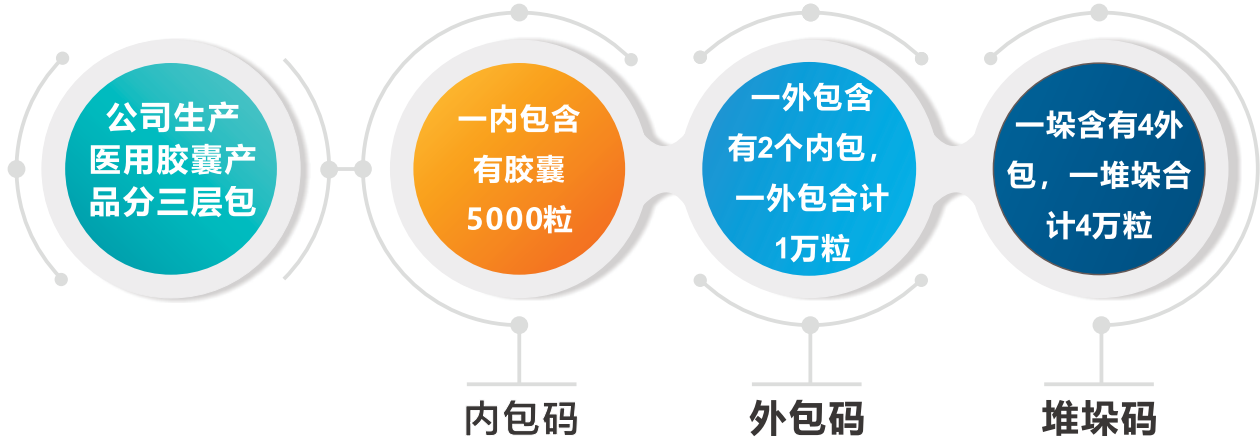 公司生产
医用胶囊产
品分三层包
一内包含
有胶囊
5000粒
一外包含
有2个内包，
一外包合计
1万粒
一垛含有4外
包，一堆垛合
计4万粒
内包码
外包码
堆垛码